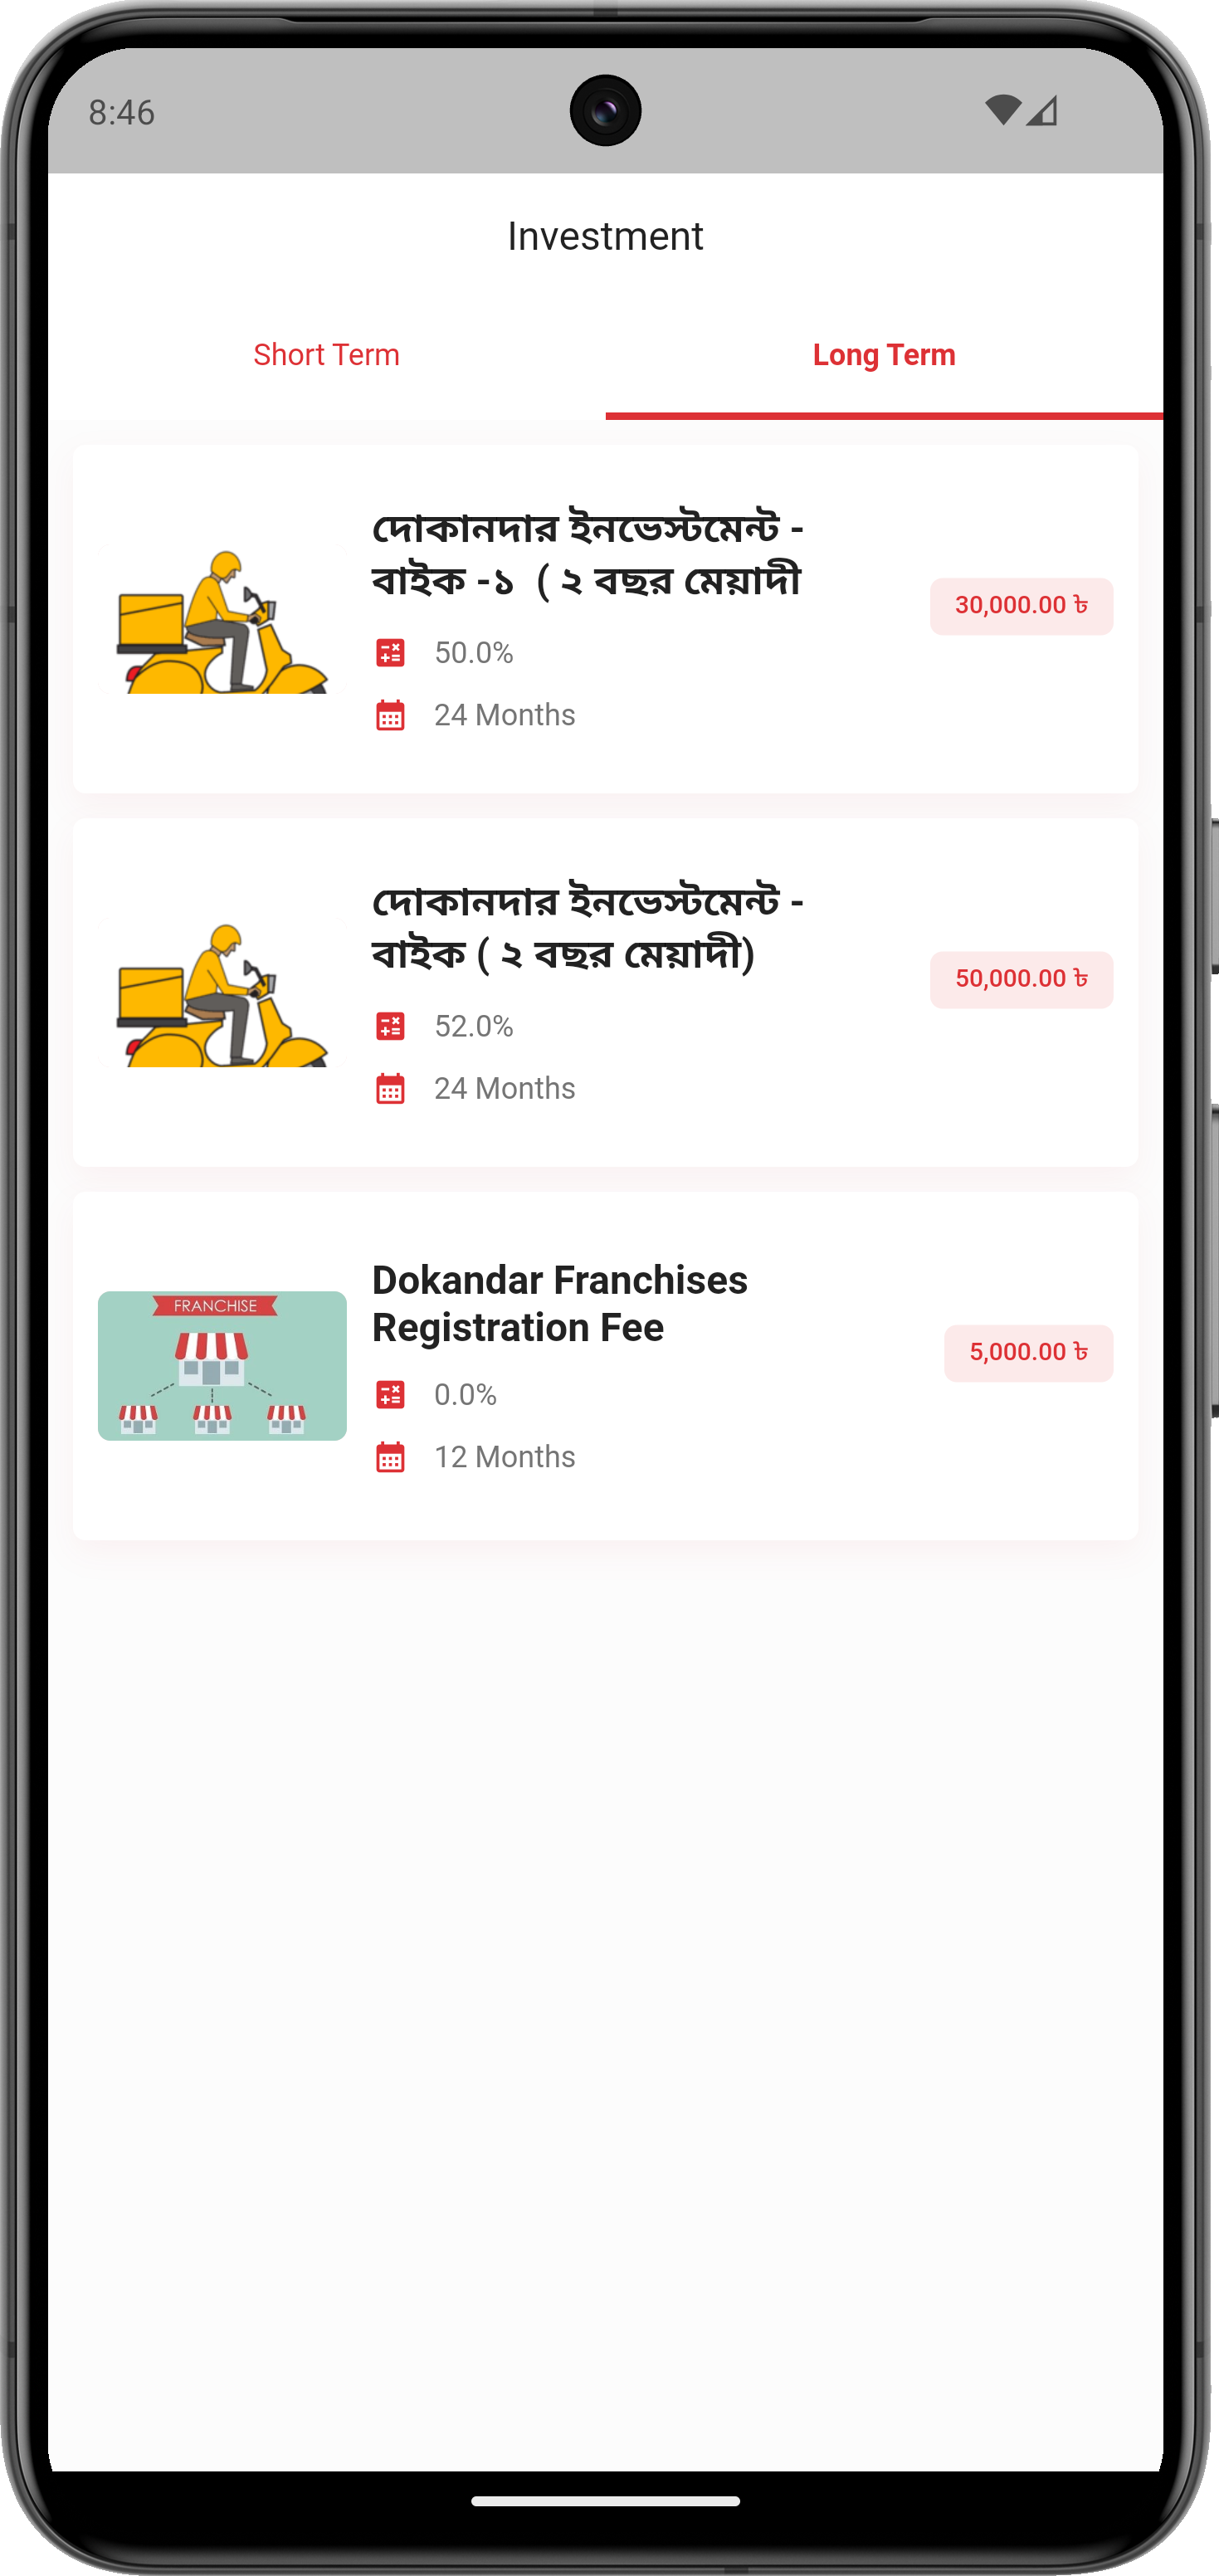 8:46
Investment
Short Term
Long Term
দোকানদার ইনভেস্টমেন্ট -
বাইক -১  ( ২ বছর মেয়াদী
30,000.00 ৳
50.0%
24 Months
দোকানদার ইনভেস্টমেন্ট -
বাইক ( ২ বছর মেয়াদী)
50,000.00 ৳
52.0%
24 Months
FRANCHISE
Dokandar Franchises
Registration Fee
5,000.00 ৳
0.0%
12 Months